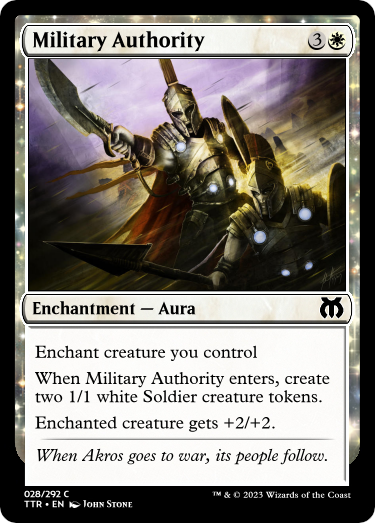 Military Authority 3
Enchantment — Aura
Enchant creature you control
When Military Authority enters, create
two 1/1 white Soldier creature tokens.
Enchanted creature gets +2/+2.
When Akros goes to war, its people follow.
028/292 C
TTR • EN John Stone
™ & © 2023 Wizards of the Coast